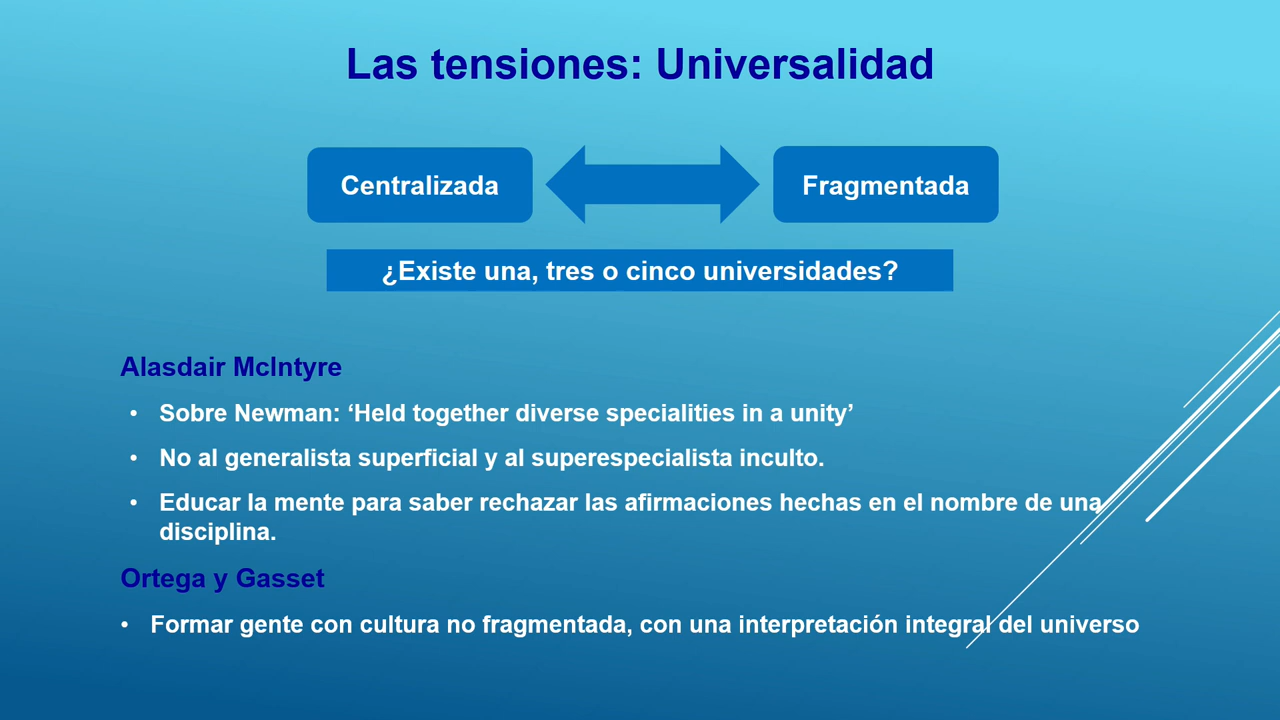 Las tensiones: Universalidad
Centralizada
Fragmentada
¿Existe una, tres o cinco universidades?
Alasdair McIntyre
• Sobre Newman: ‘Held together diverse specialities in a unity’
• No al generalista superficial y al superespecialista inculto.
• Educar la mente para saber rechazar las afirmaciones hechas en el nombre de una
disciplina.
Ortega y Gasset
• Formar gente con cultura no fragmentada, con una interpretación integral del universo